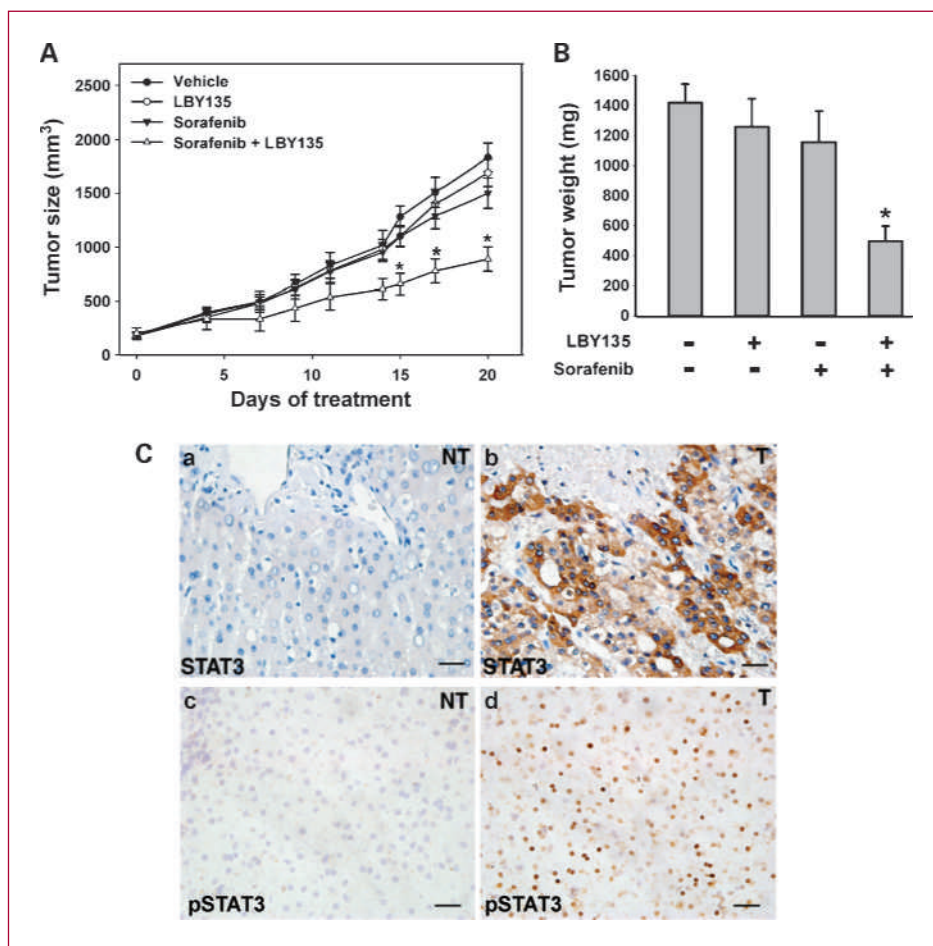 A
Vehicle
LBY135
Sorafenib
Sorafenib + LBY135
Tumor size (mm³)
2500
2000
1500
1000
500
0
* * *
0 5 10 15 20
Days of treatment
B
Tumor weight (mg)
1600
1400
1200
1000
800
600
400
200
0
*
LBY135 - + - +
Sorafenib - - + +
C
a NT
STAT3
b T
STAT3
c NT
pSTAT3
d T
pSTAT3